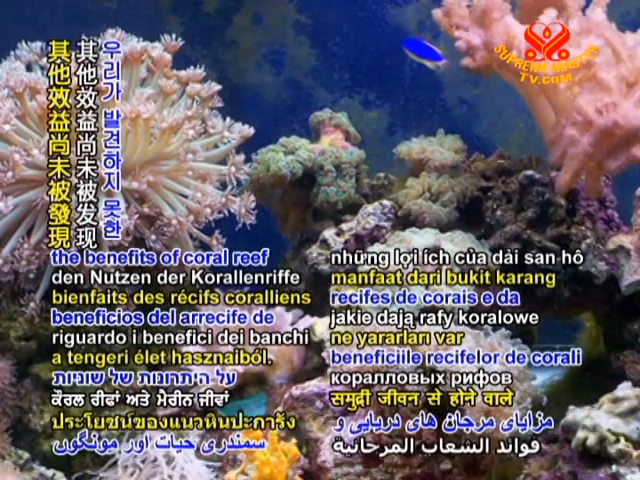 其他效益尚未被發現
其他效益尚未被发现
우리가 발견하지 못한
SUPREME MASTER
TV.COM
the benefits of coral reef
den Nutzen der Korallenriffe
bienfaits des récifs coralliens
beneficios del arrecife de
riguardo i benefici dei banchi
a tengeri élet hasznaiból.
על היתרונות של שוניות
ਕੋਰਲ ਰੀਫਾਂ ਅਤੇ ਮੈਰੀਨ ਜੀਵਾਂ
ประโยชน์ของแนวหินปะการัง
سمندری حیات اور مونگوں
những lợi ích của dải san hô
manfaat dari bukit karang
recifes de corais e da
jakie dają rafy koralowe
ne yararları var
beneficiile recifelor de corali
коралловых рифов
समुद्री जीवन से होने वाले
مزایای مرجان های دریایی و
فوائد الشعاب المرجانية